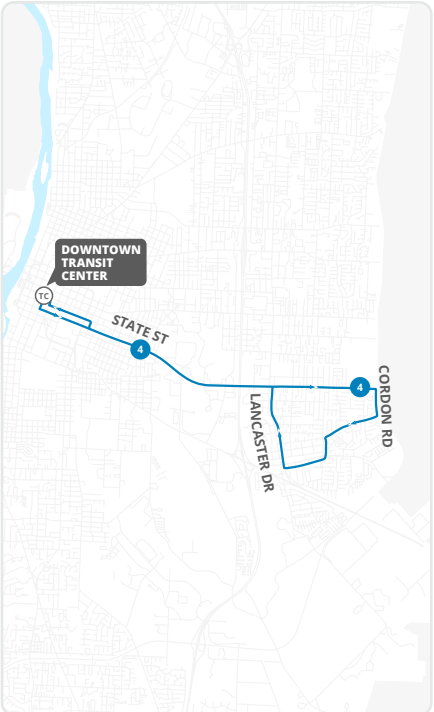 DOWNTOWN
TRANSIT
CENTER
TC
STATE ST
4
4
CORDON RD
LANCASTER DR